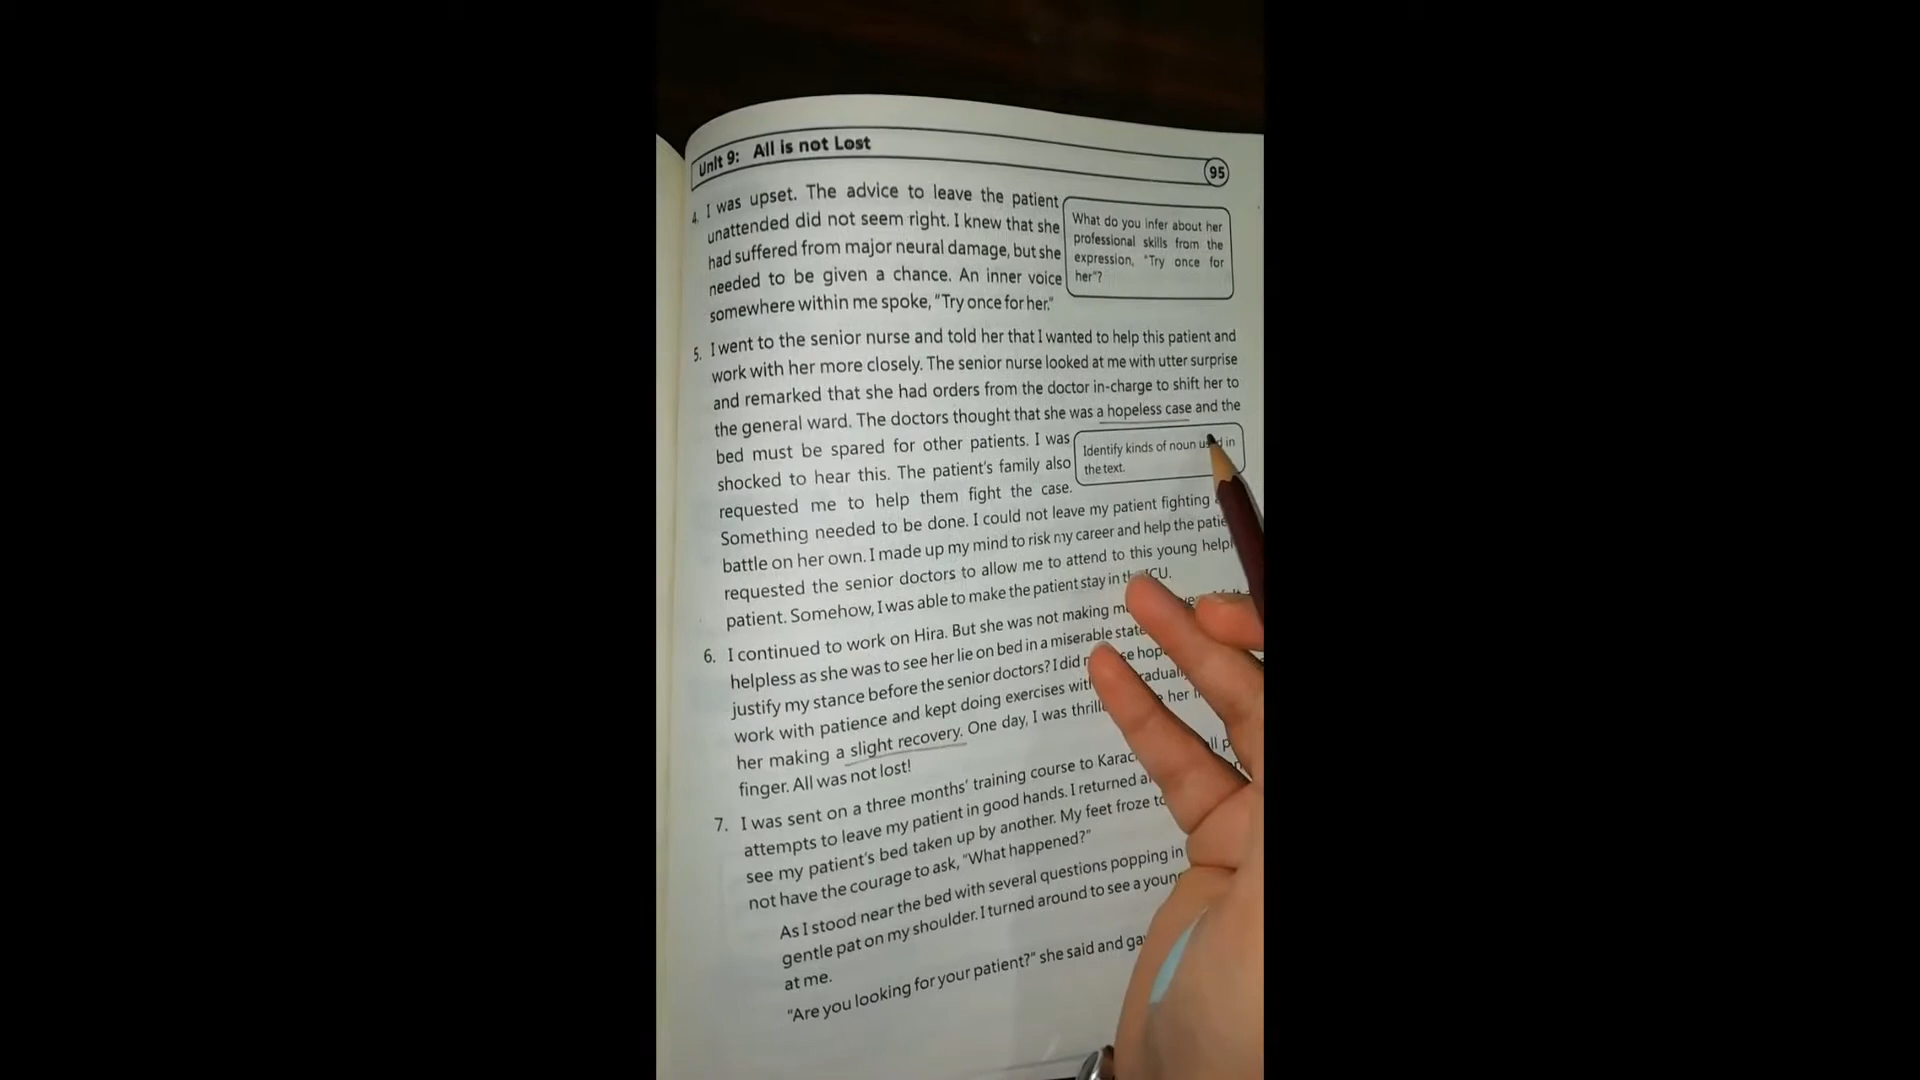 Unit 9: All is not Lost
95
4. I was upset. The advice to leave the patient
unattended did not seem right. I knew that she
had suffered from major neural damage, but she
needed to be given a chance. An inner voice
somewhere within me spoke, "Try once for her."
What do you infer about her
professional skills from the
expression, "Try once for
her"?
5. I went to the senior nurse and told her that I wanted to help this patient and
work with her more closely. The senior nurse looked at me with utter surprise
and remarked that she had orders from the doctor in-charge to shift her to
the general ward. The doctors thought that she was a hopeless case and the
bed must be spared for other patients. I was
shocked to hear this. The patient's family also
requested me to help them fight the case.
Identify kinds of noun used in
the text.
Something needed to be done. I could not leave my patient fighting
battle on her own. I made up my mind to risk my career and help the
requested the senior doctors to allow me to attend to this young
patient. Somehow, I was able to make the patient stay in the ICU.
6. I continued to work on Hira. But she was not making
helpless as she was to see her lie on bed in a miserable state
justify my stance before the senior doctors? I did
work with patience and kept doing exercises
her making a slight recovery. One day, I was her
finger. All was not lost!
7. I was sent on a three months' training course to
attempts to leave my patient in good hands. I returned
see my patient's bed taken up by another. My feet froze
not have the courage to ask, "What happened?"
As I stood near the bed with several questions popping in
gentle pat on my shoulder. I turned around to see a
at me.
"Are you looking for your patient?" she said and